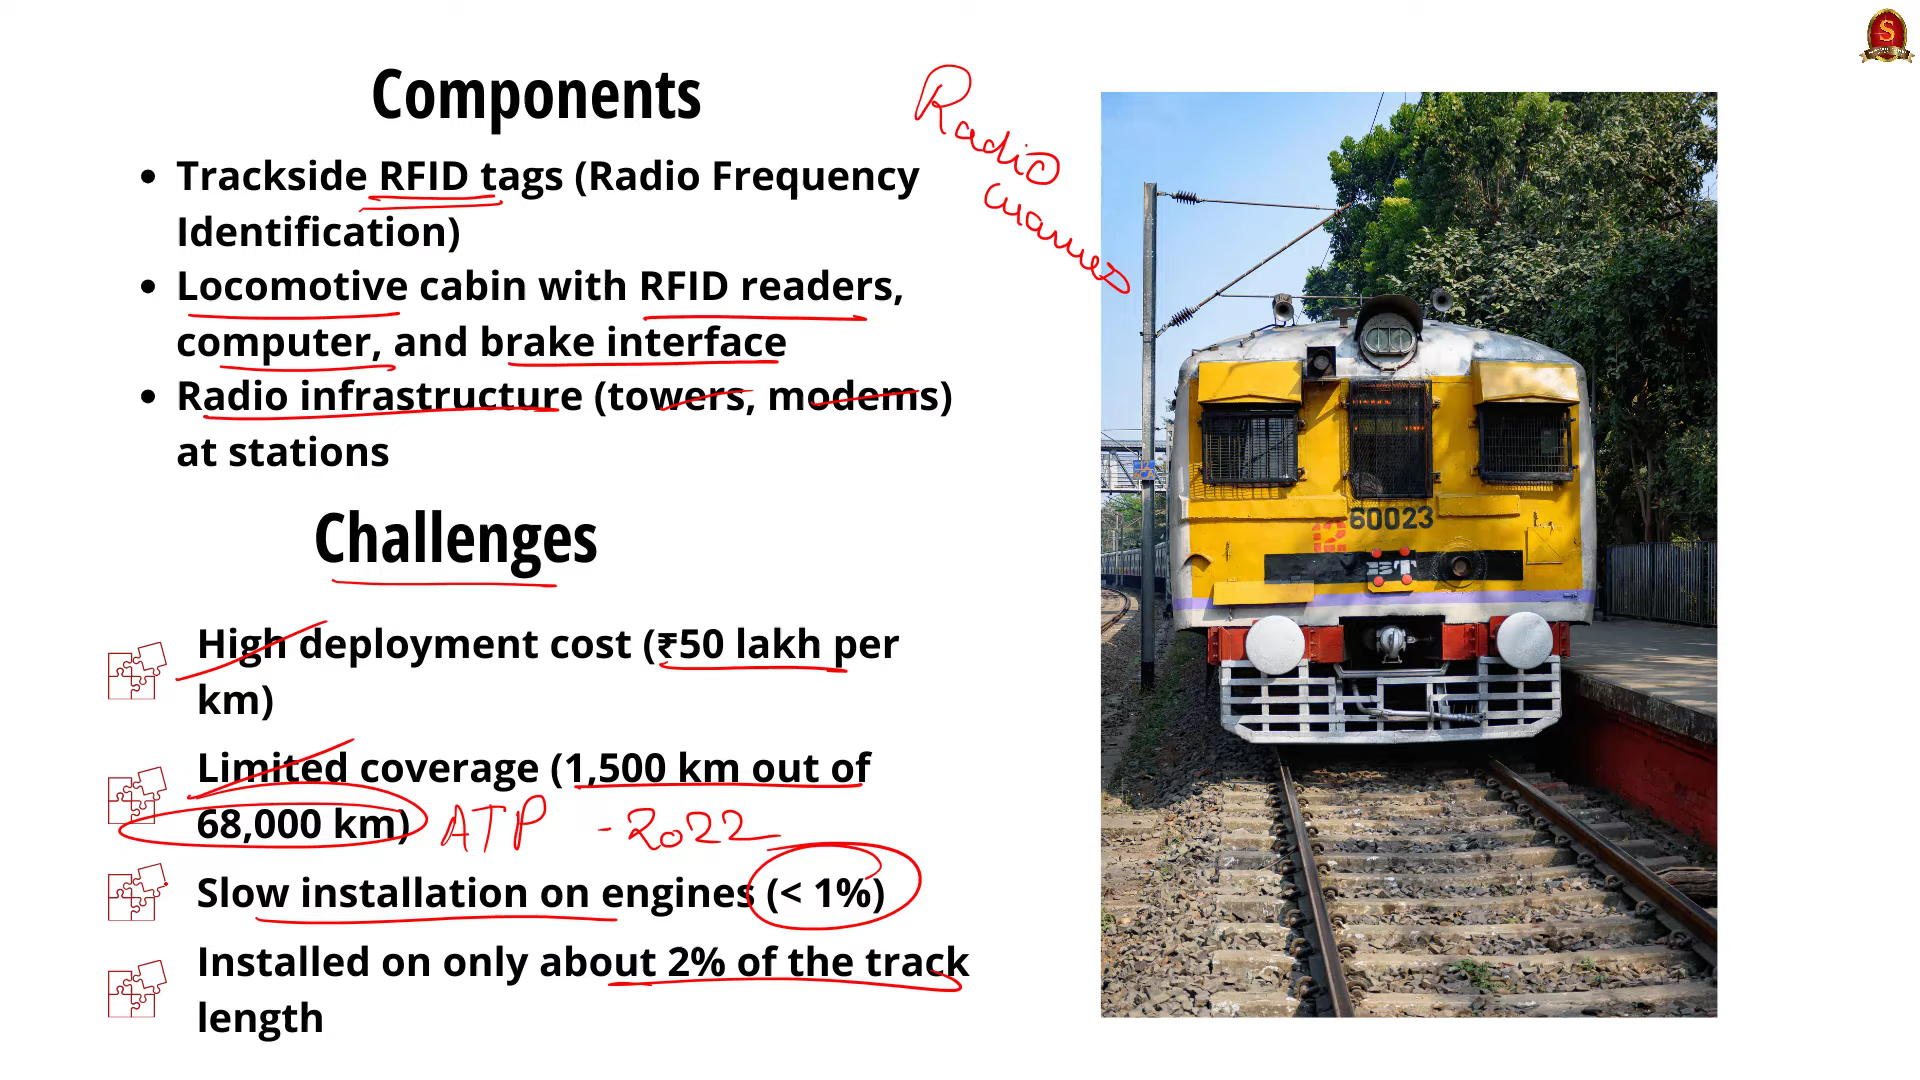 Components
• Trackside RFID tags (Radio Frequency
Identification)
• Locomotive cabin with RFID readers,
computer, and brake interface
• Radio infrastructure (towers, modems)
at stations
Radio
Challenges
High deployment cost (₹50 lakh per
km)
Limited coverage (1,500 km out of
68,000 km) ATP - 2022
Slow installation on engines (< 1%)
Installed on only about 2% of the track
length
60023
S